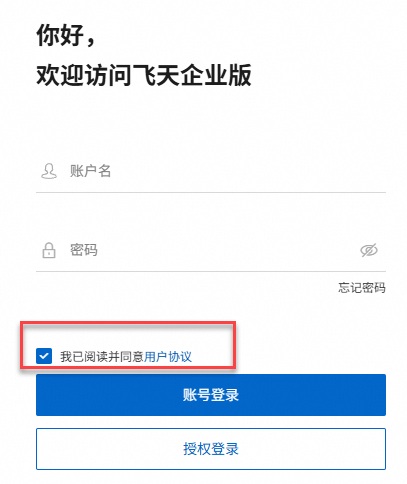 你好，
欢迎访问飞天企业版
账户名
密码
忘记密码
我已阅读并同意用户协议
账号登录
授权登录